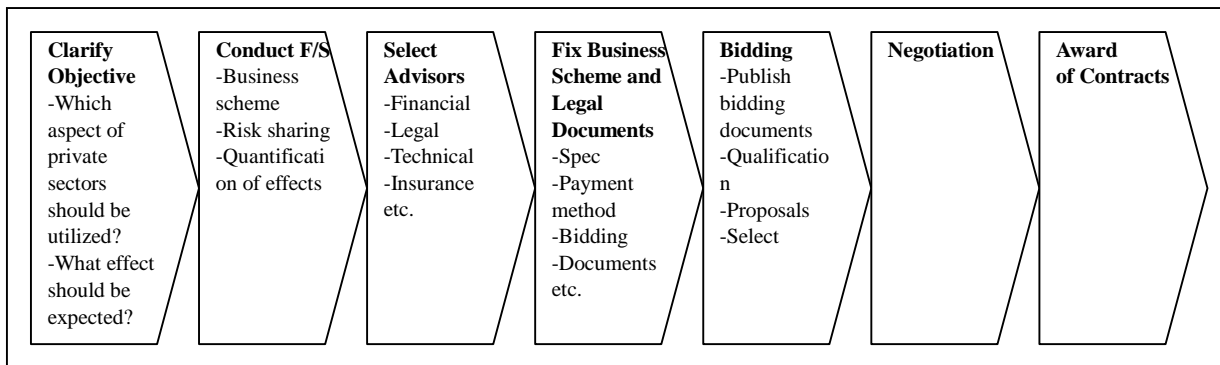 Clarify
Objective
-Which
aspect of
private
sectors
should be
utilized?
-What effect
should be
expected?
Conduct F/S
-Business
scheme
-Risk sharing
-Quantificati
on of effects
Select
Advisors
-Financial
-Legal
-Technical
-Insurance
etc.
Fix Business
Scheme and
Legal
Documents
-Spec
-Payment
method
-Bidding
-Documents
etc.
Bidding
-Publish
bidding
documents
-Qualificatio
n
-Proposals
-Select
Negotiation
Award
of Contracts